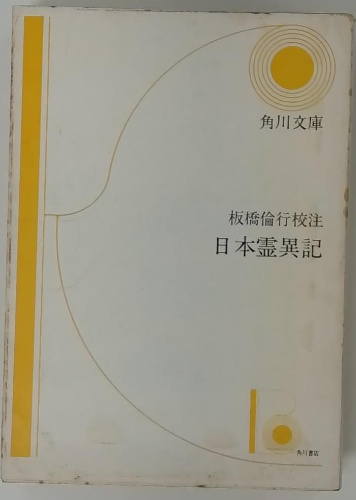 角川文庫
板橋倫行校注
日本霊異記
角川書店